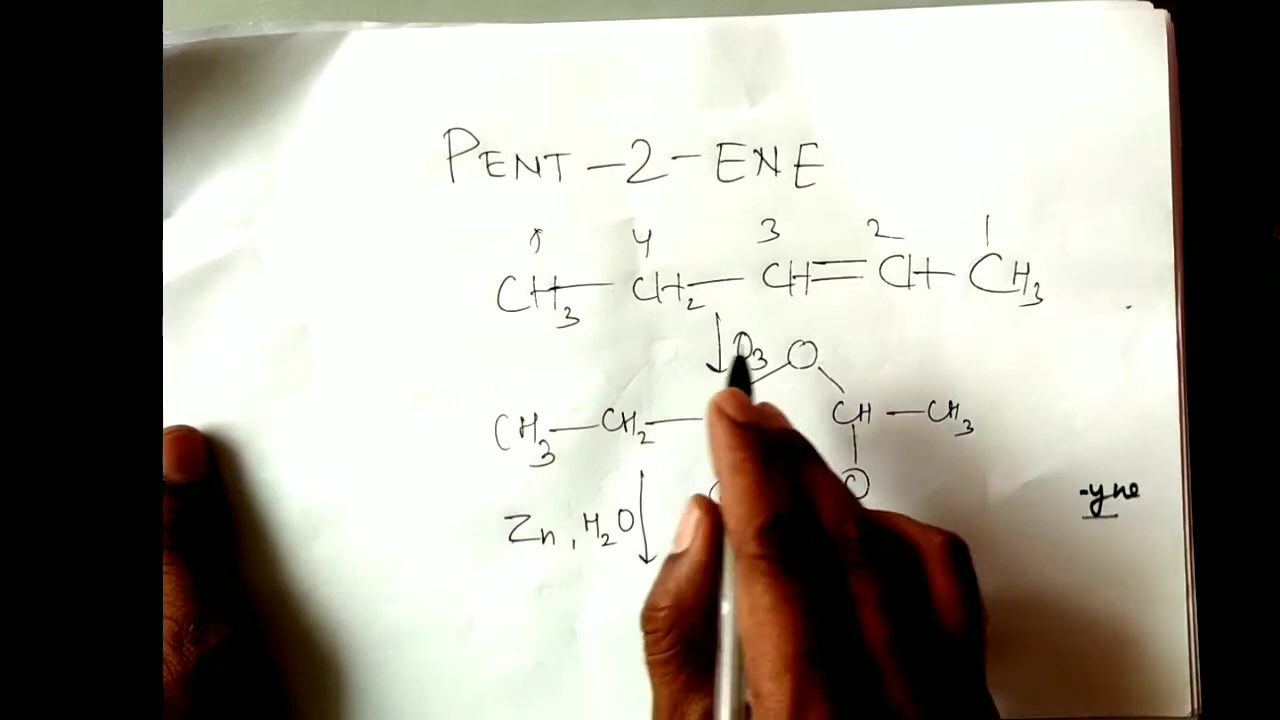 PENT-2-ENE
5 4 3 2 1
CH3-CH2-CH=CH-CH3
O3 O
CH3-CH2- CH-CH3
O
Zn, H2O
-yne